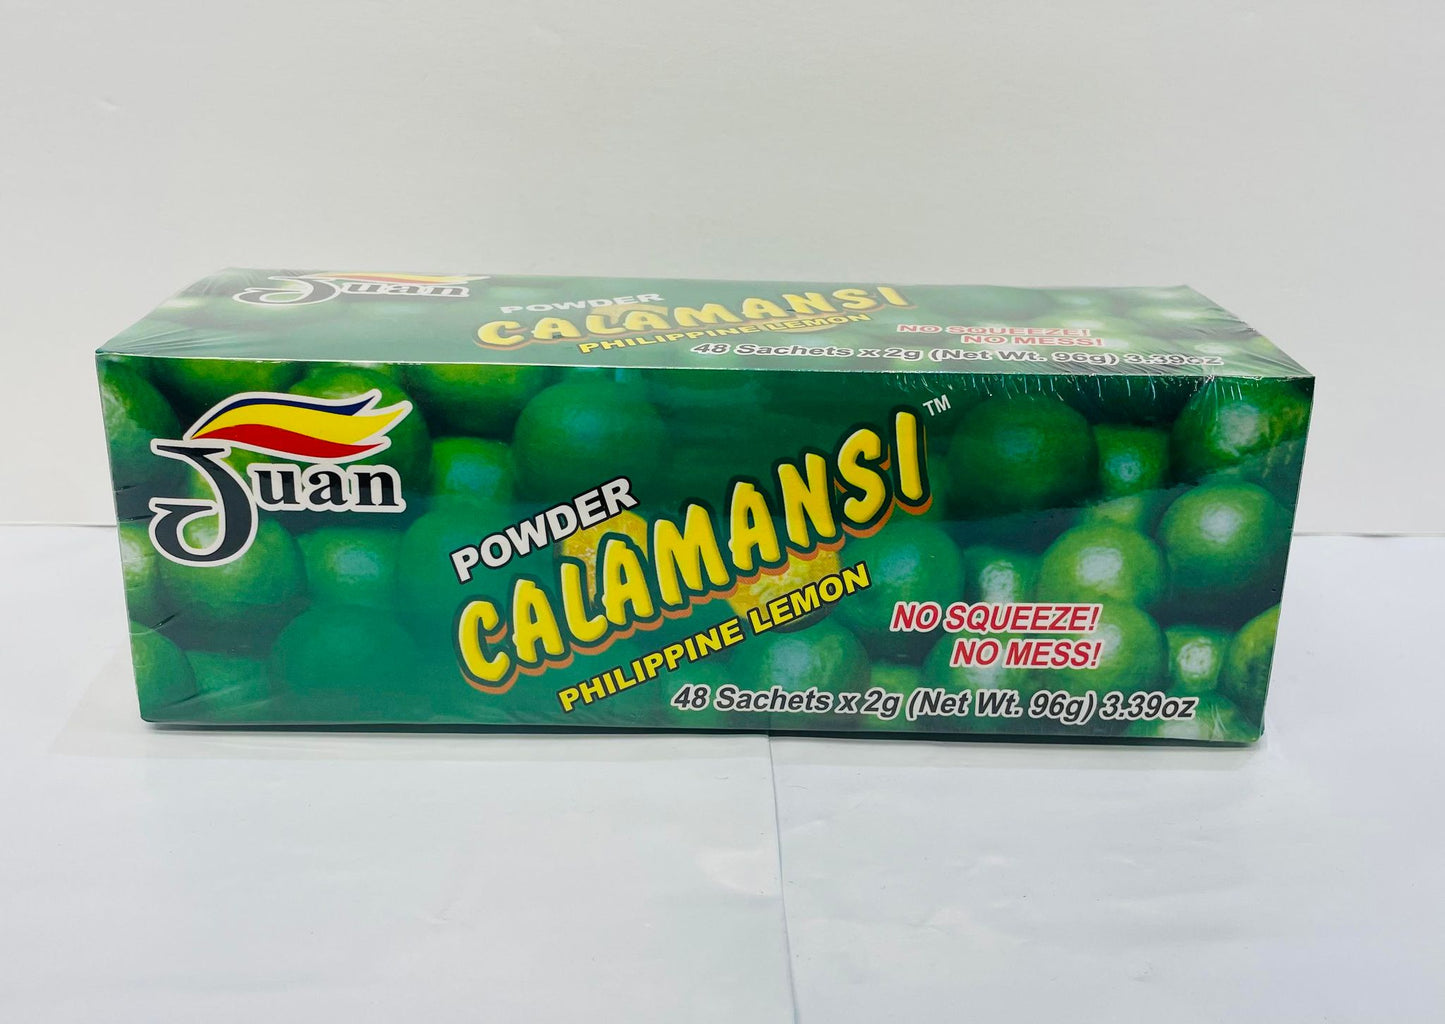 Juan
POWDER
CALAMANSI
PHILIPPINE LEMON
NO SQUEEZE!
NO MESS!
48 Sachets x 2g (Net Wt. 96g) 3.39oz
Juan
POWDER
CALAMANSI™
PHILIPPINE LEMON
NO SQUEEZE!
NO MESS!
48 Sachets x 2g (Net Wt. 96g) 3.39oz